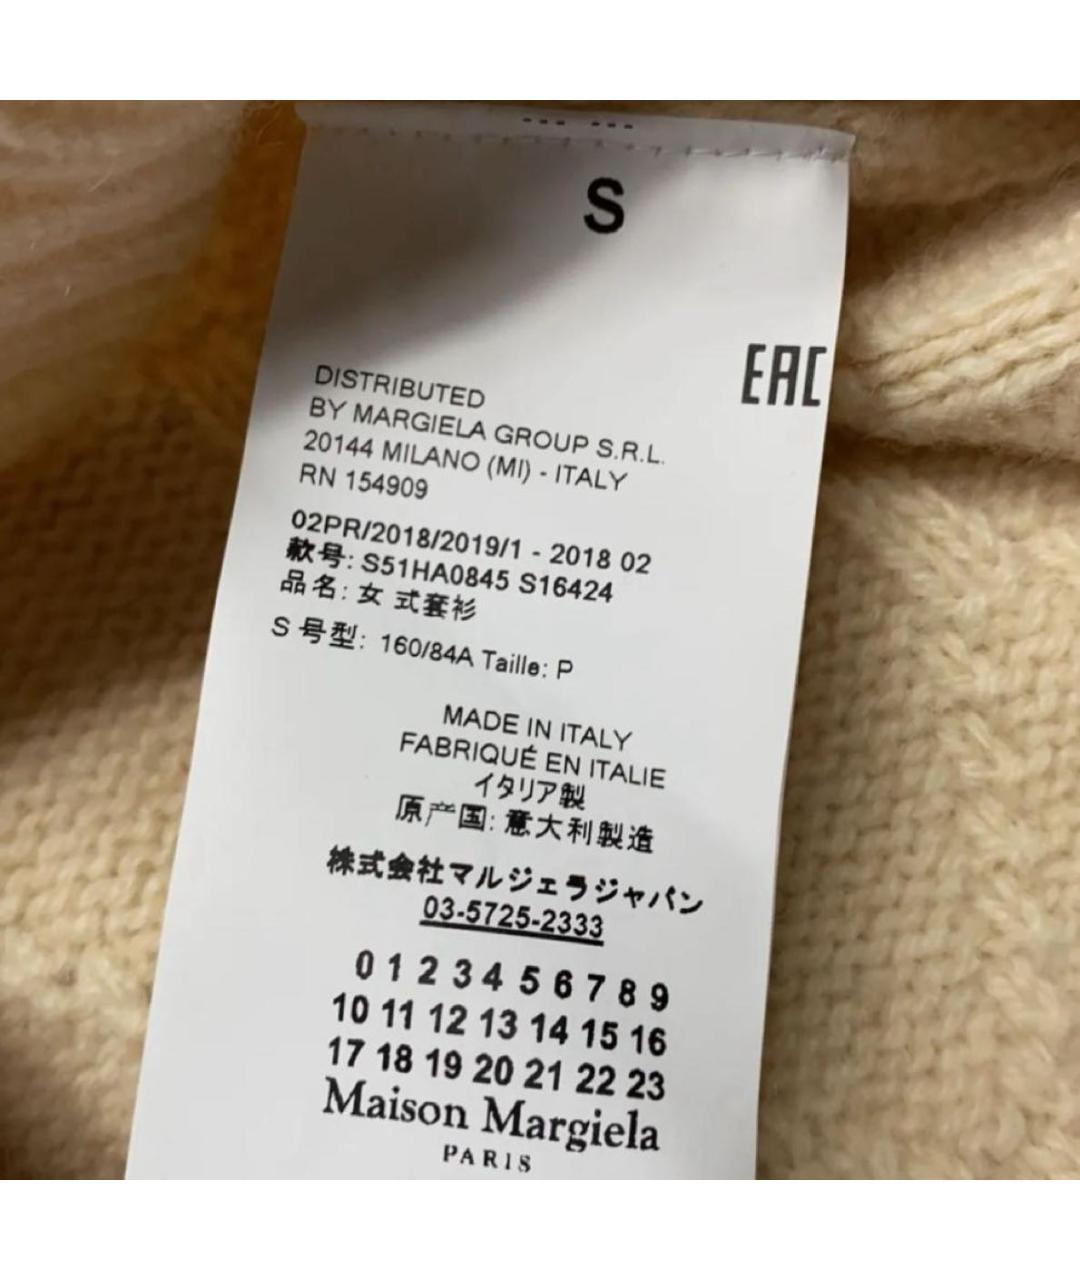 S
EAC
DISTRIBUTED
BY MARGIELA GROUP S.R.L.
20144 MILANO (MI) - ITALY
RN 154909
02PR/2018/2019/1 - 2018 02
款号: S51HA0845 S16424
品名: 女 式套衫
S 号型: 160/84A Taille: P
MADE IN ITALY
FABRIQUÉ EN ITALIE
イタリア製
原产国: 意大利製造
株式会社マルジェラジャパン
03-5725-2333
0 1 2 3 4 5 6 7 8 9
10 11 12 13 14 15 16
17 18 19 20 21 22 23
Maison Margiela
PARIS